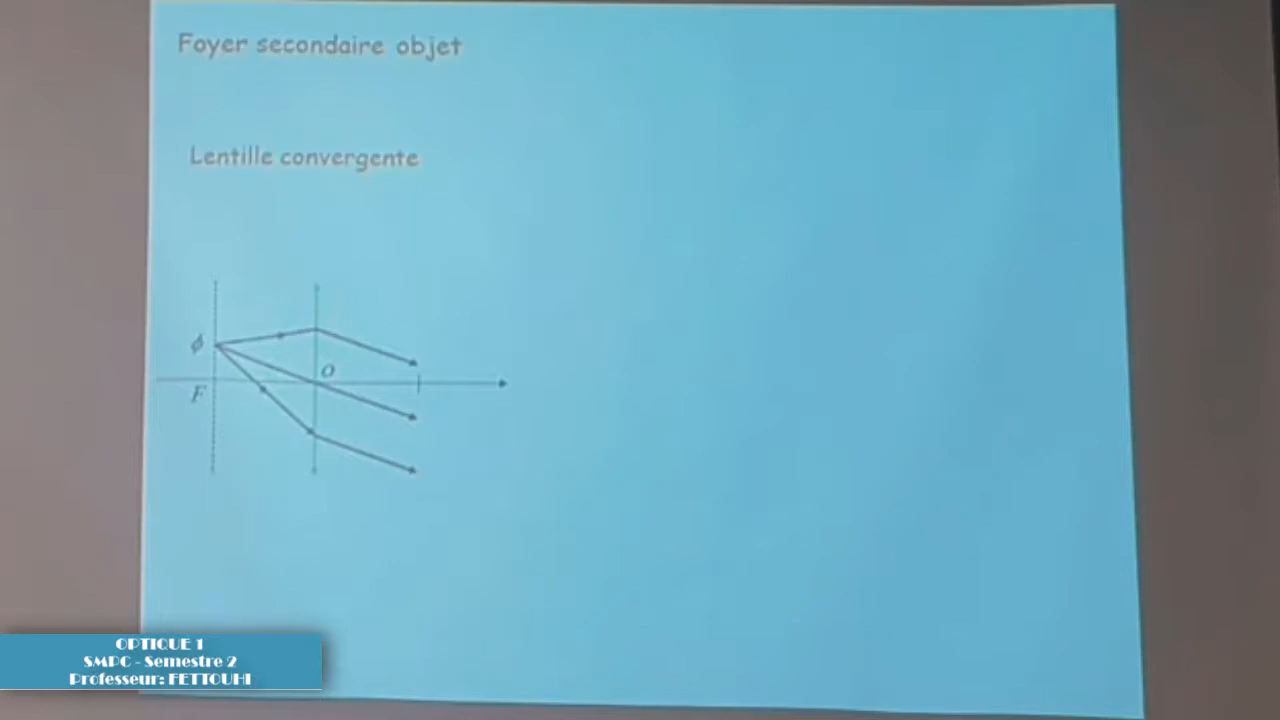 Foyer secondaire objet
Lentille convergente
ϕ
O
F
OPTIQUE 1
SMPC - Semestre 2
Professeur: FETTOUHI